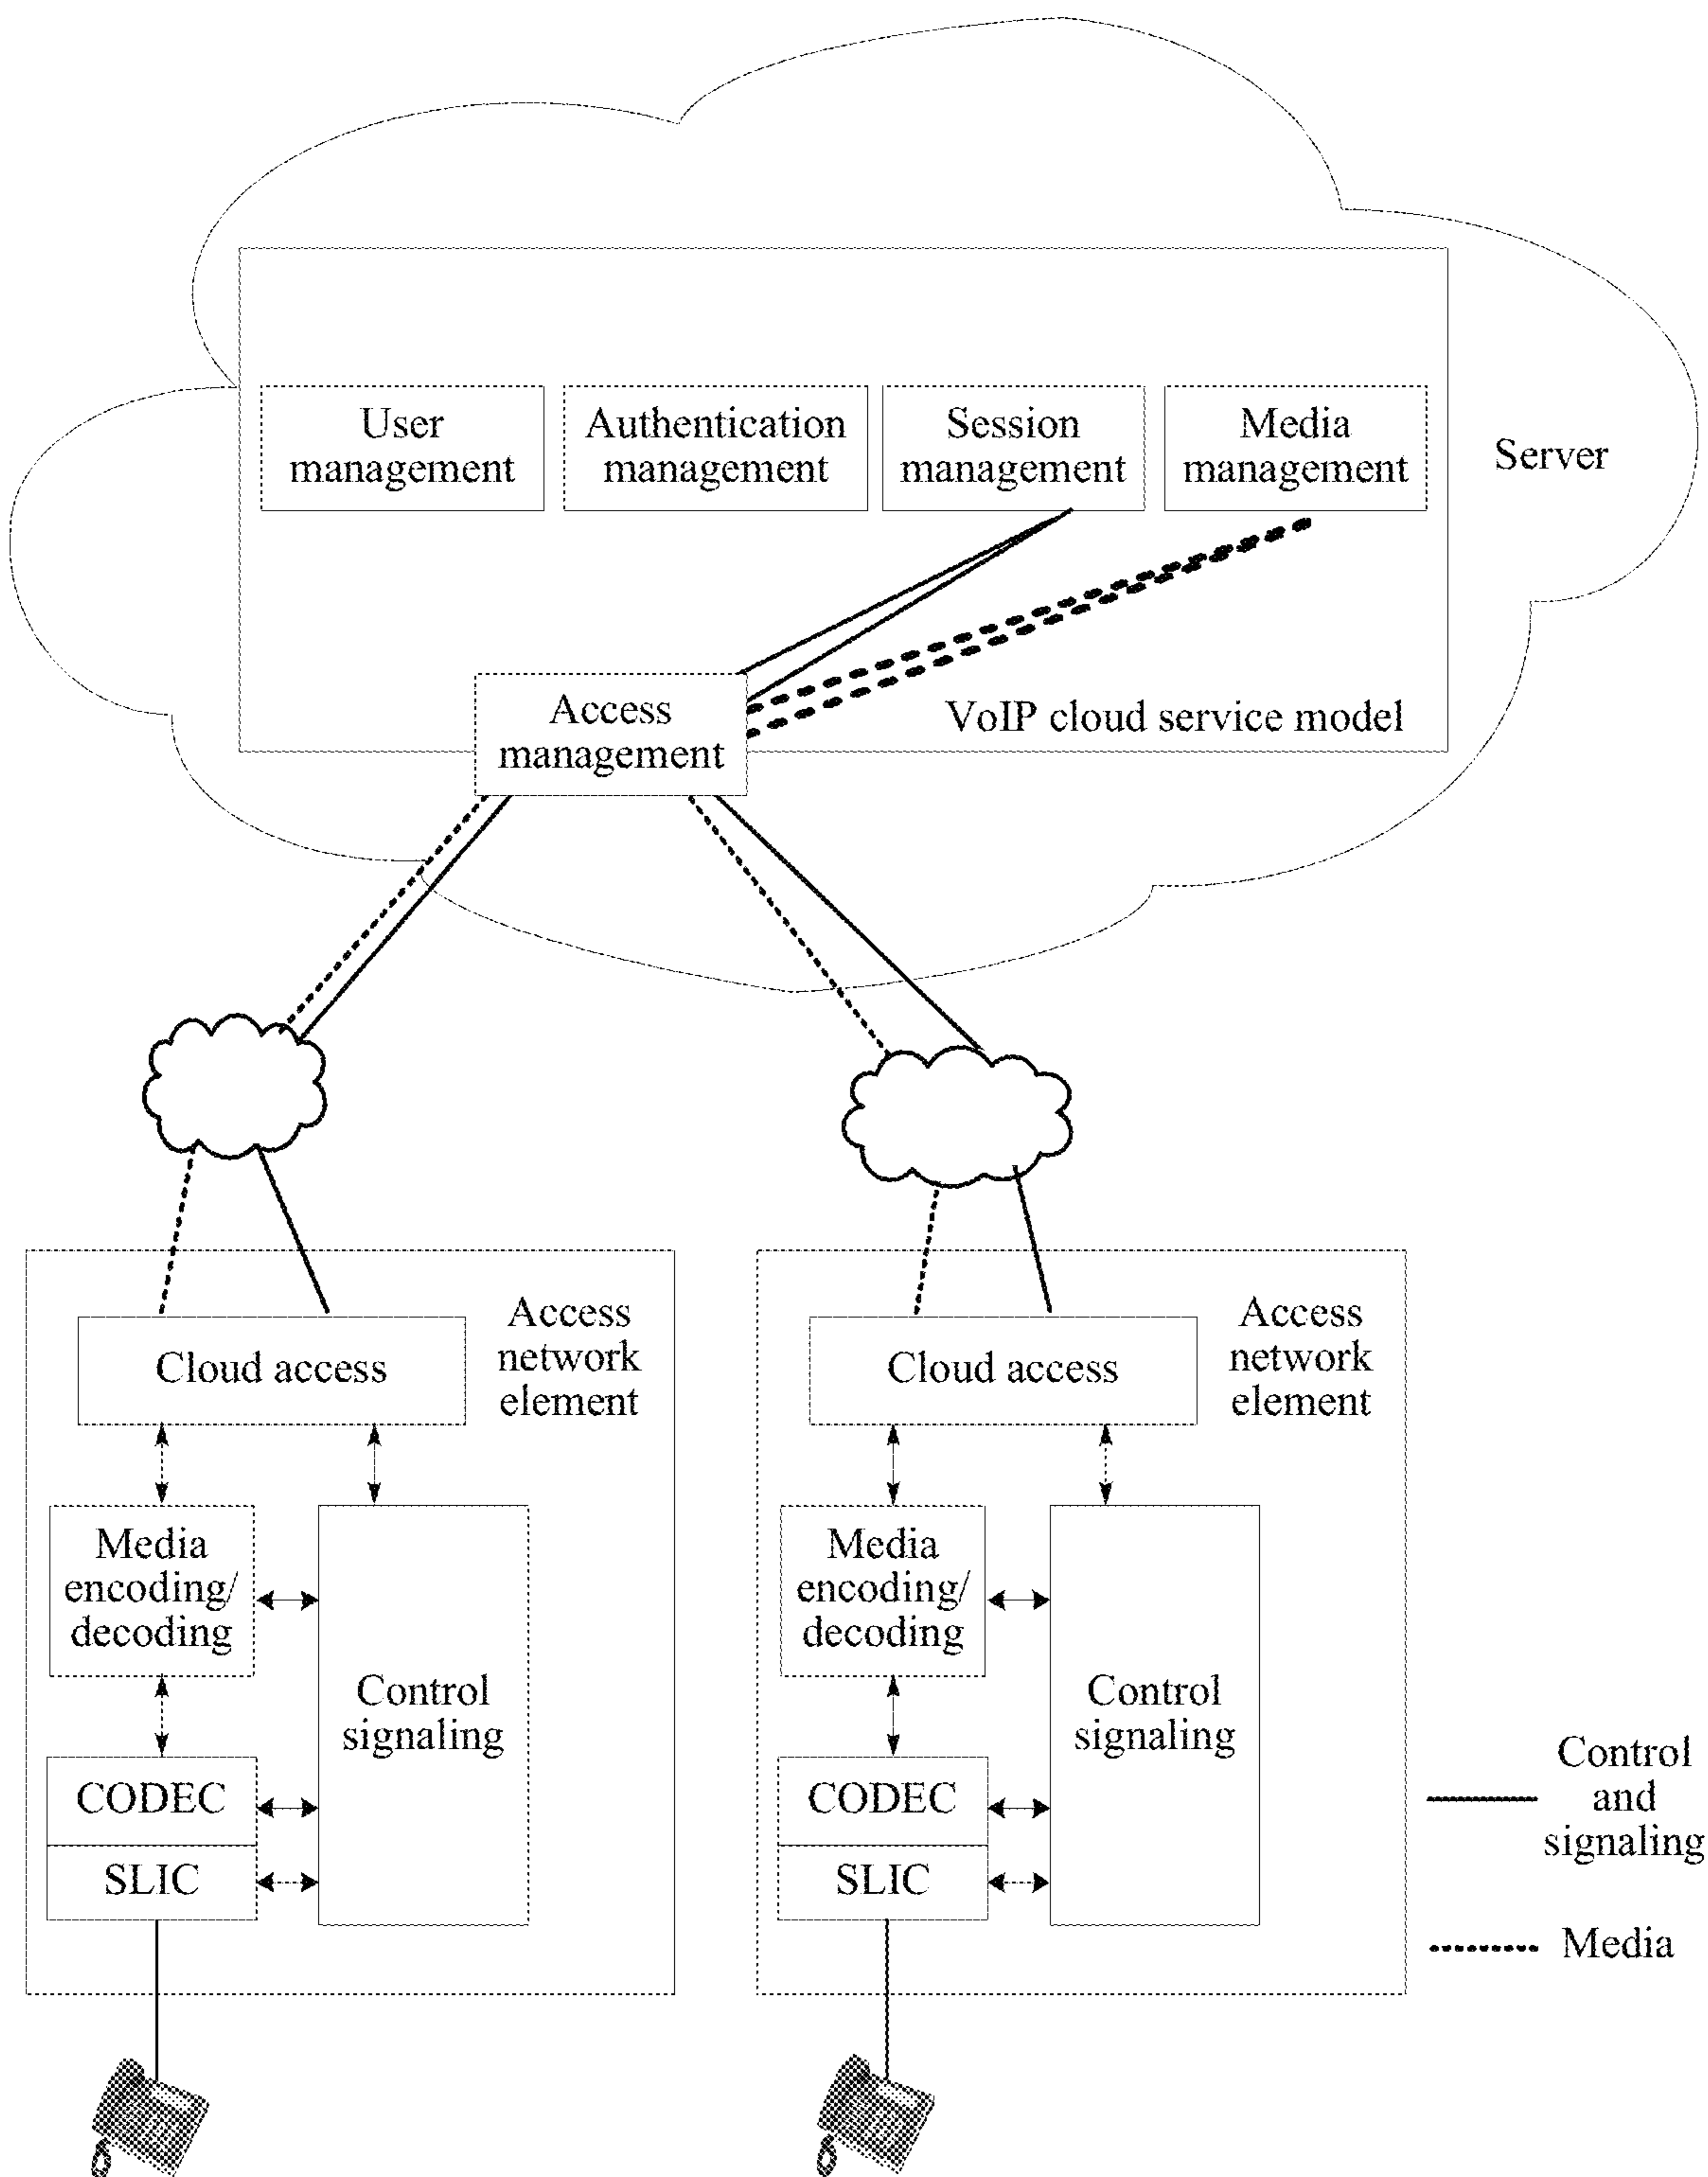 User
management
Authentication
management
Session
management
Media
management
Server
Access
management
VoIP cloud service model
Cloud access
Access
network
element
Media
encoding/
decoding
Control
signaling
CODEC
SLIC
Cloud access
Access
network
element
Media
encoding/
decoding
Control
signaling
CODEC
SLIC
Control
and
signaling
Media